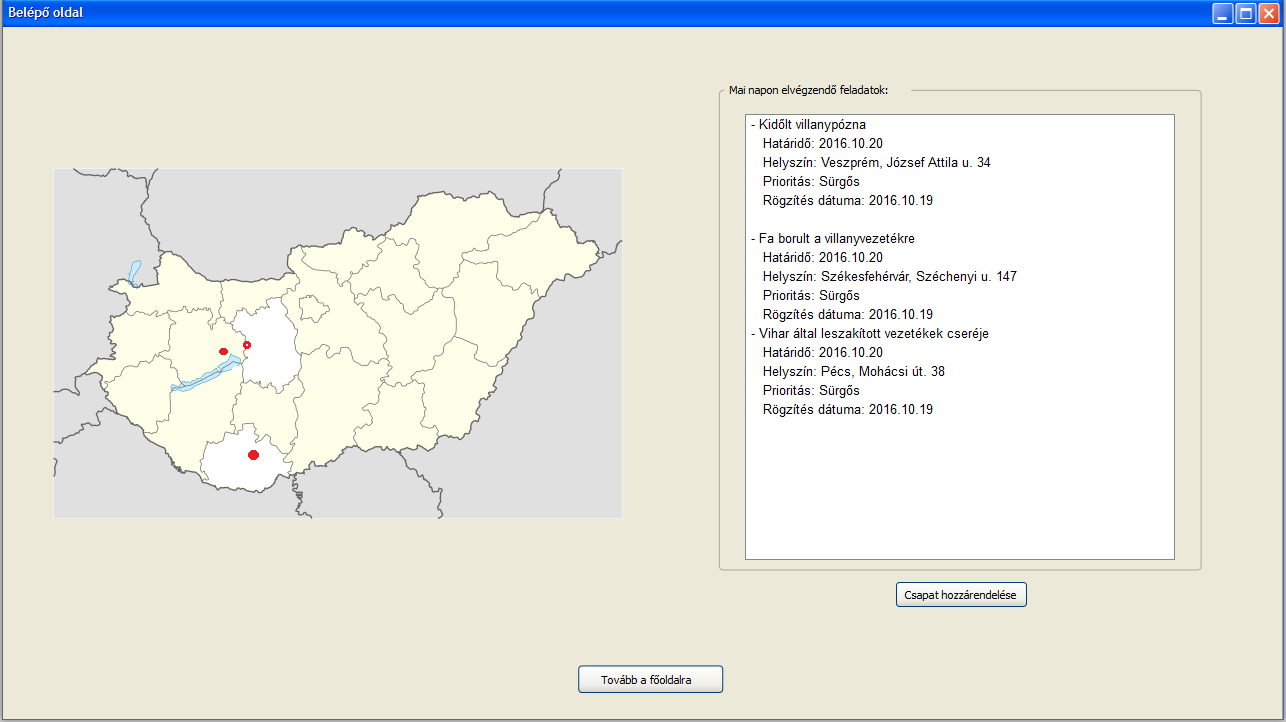 Belépő oldal
Mai napon elvégzendő feladatok:
- Kidőlt villanypózna
Határidő: 2016.10.20
Helyszín: Veszprém, József Attila u. 34
Prioritás: Sürgős
Rögzítés dátuma: 2016.10.19
- Fa borult a villanyvezetékre
Határidő: 2016.10.20
Helyszín: Székesfehérvár, Széchenyi u. 147
Prioritás: Sürgős
Rögzítés dátuma: 2016.10.19
- Vihar által leszakított vezetékek cseréje
Határidő: 2016.10.20
Helyszín: Pécs, Mohácsi út. 38
Prioritás: Sürgős
Rögzítés dátuma: 2016.10.19
Csapat hozzárendelése
Tovább a főoldalra